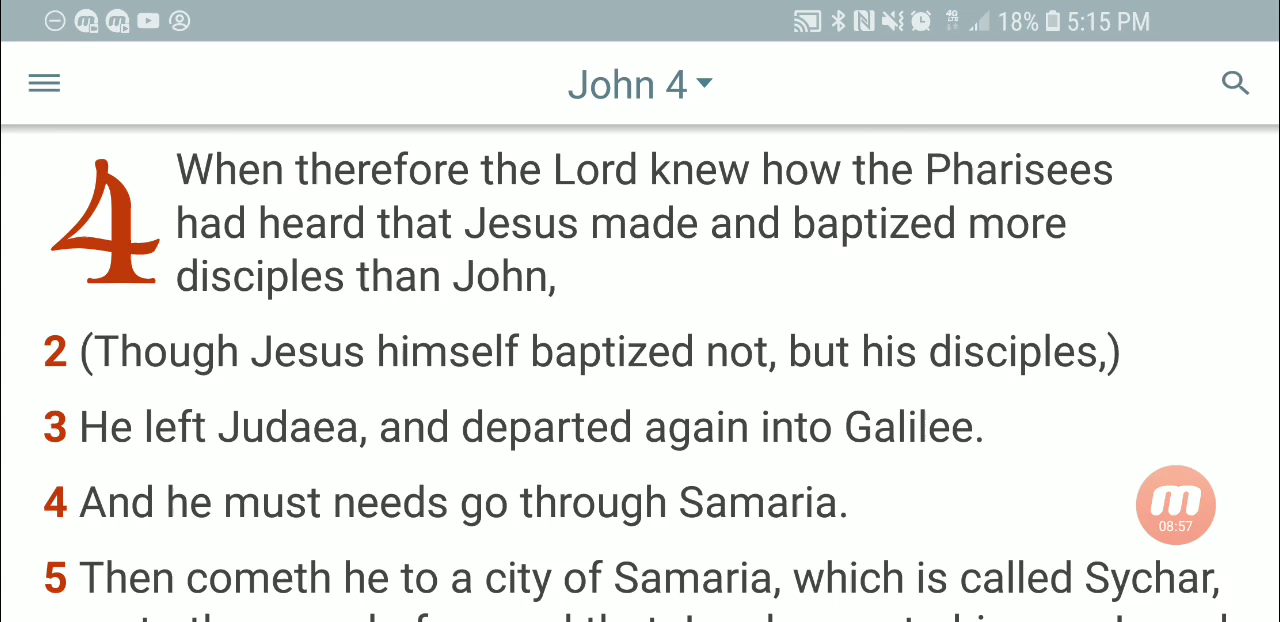 18% 5:15 PM
John 4
4 When therefore the Lord knew how the Pharisees
had heard that Jesus made and baptized more
disciples than John,
2 (Though Jesus himself baptized not, but his disciples,)
3 He left Judaea, and departed again into Galilee.
4 And he must needs go through Samaria.
08:57
5 Then cometh he to a city of Samaria, which is called Sychar,